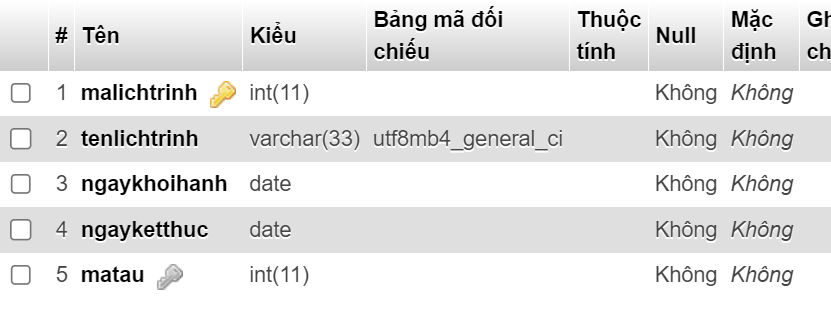 # Tên Kiểu Bảng mã đối chiếu Thuộc tính Null Mặc định Gh ch
1 malichtrinh int(11) Không Không
2 tenlichtrinh varchar(33) utf8mb4_general_ci Không Không
3 ngaykhoihanh date Không Không
4 ngayketthuc date Không Không
5 matau int(11) Không Không